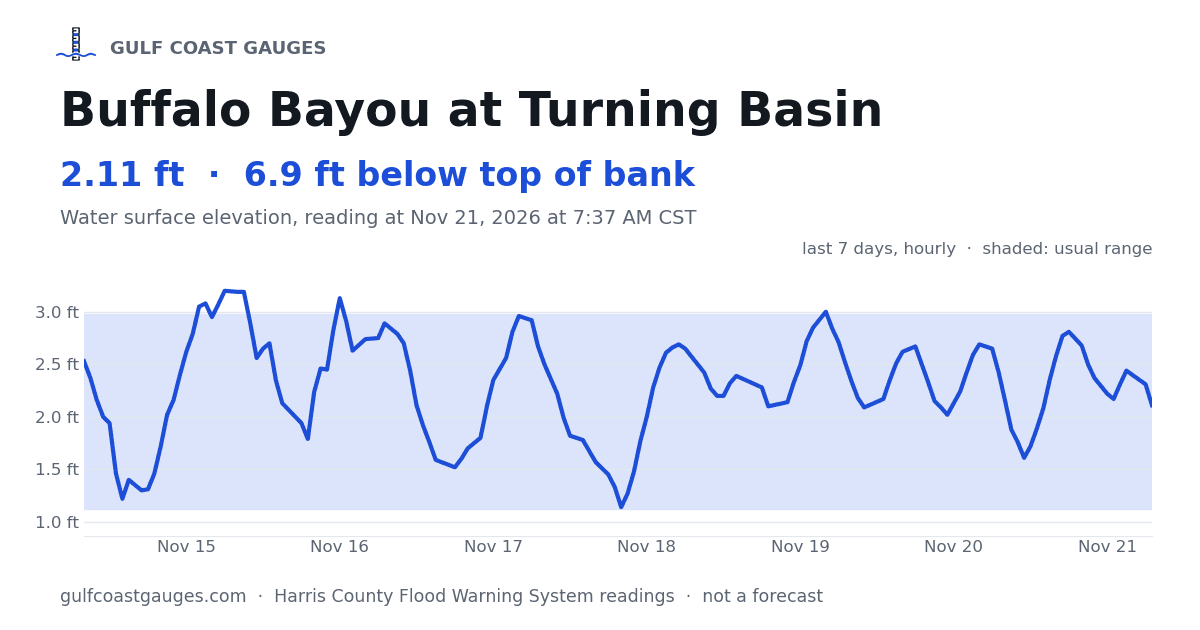 GULF COAST GAUGES
Buffalo Bayou at Turning Basin
2.11 ft · 6.9 ft below top of bank
Water surface elevation, reading at Nov 21, 2026 at 7:37 AM CST
last 7 days, hourly · shaded: usual range
3.0 ft
2.5 ft
2.0 ft
1.5 ft
1.0 ft
Nov 15 Nov 16 Nov 17 Nov 18 Nov 19 Nov 20 Nov 21
gulfcoastgauges.com · Harris County Flood Warning System readings · not a forecast